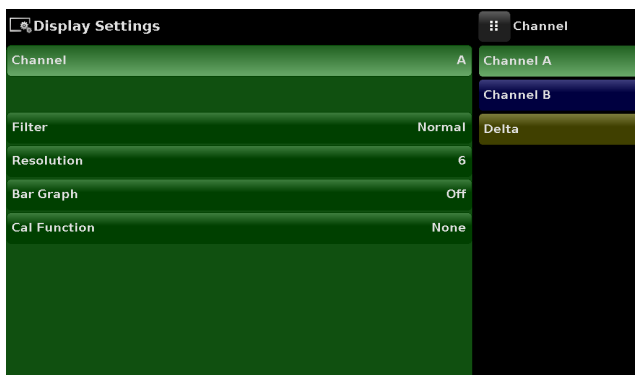 Display Settings
Channel A
Filter Normal
Resolution 6
Bar Graph Off
Cal Function None
Channel
Channel A
Channel B
Delta